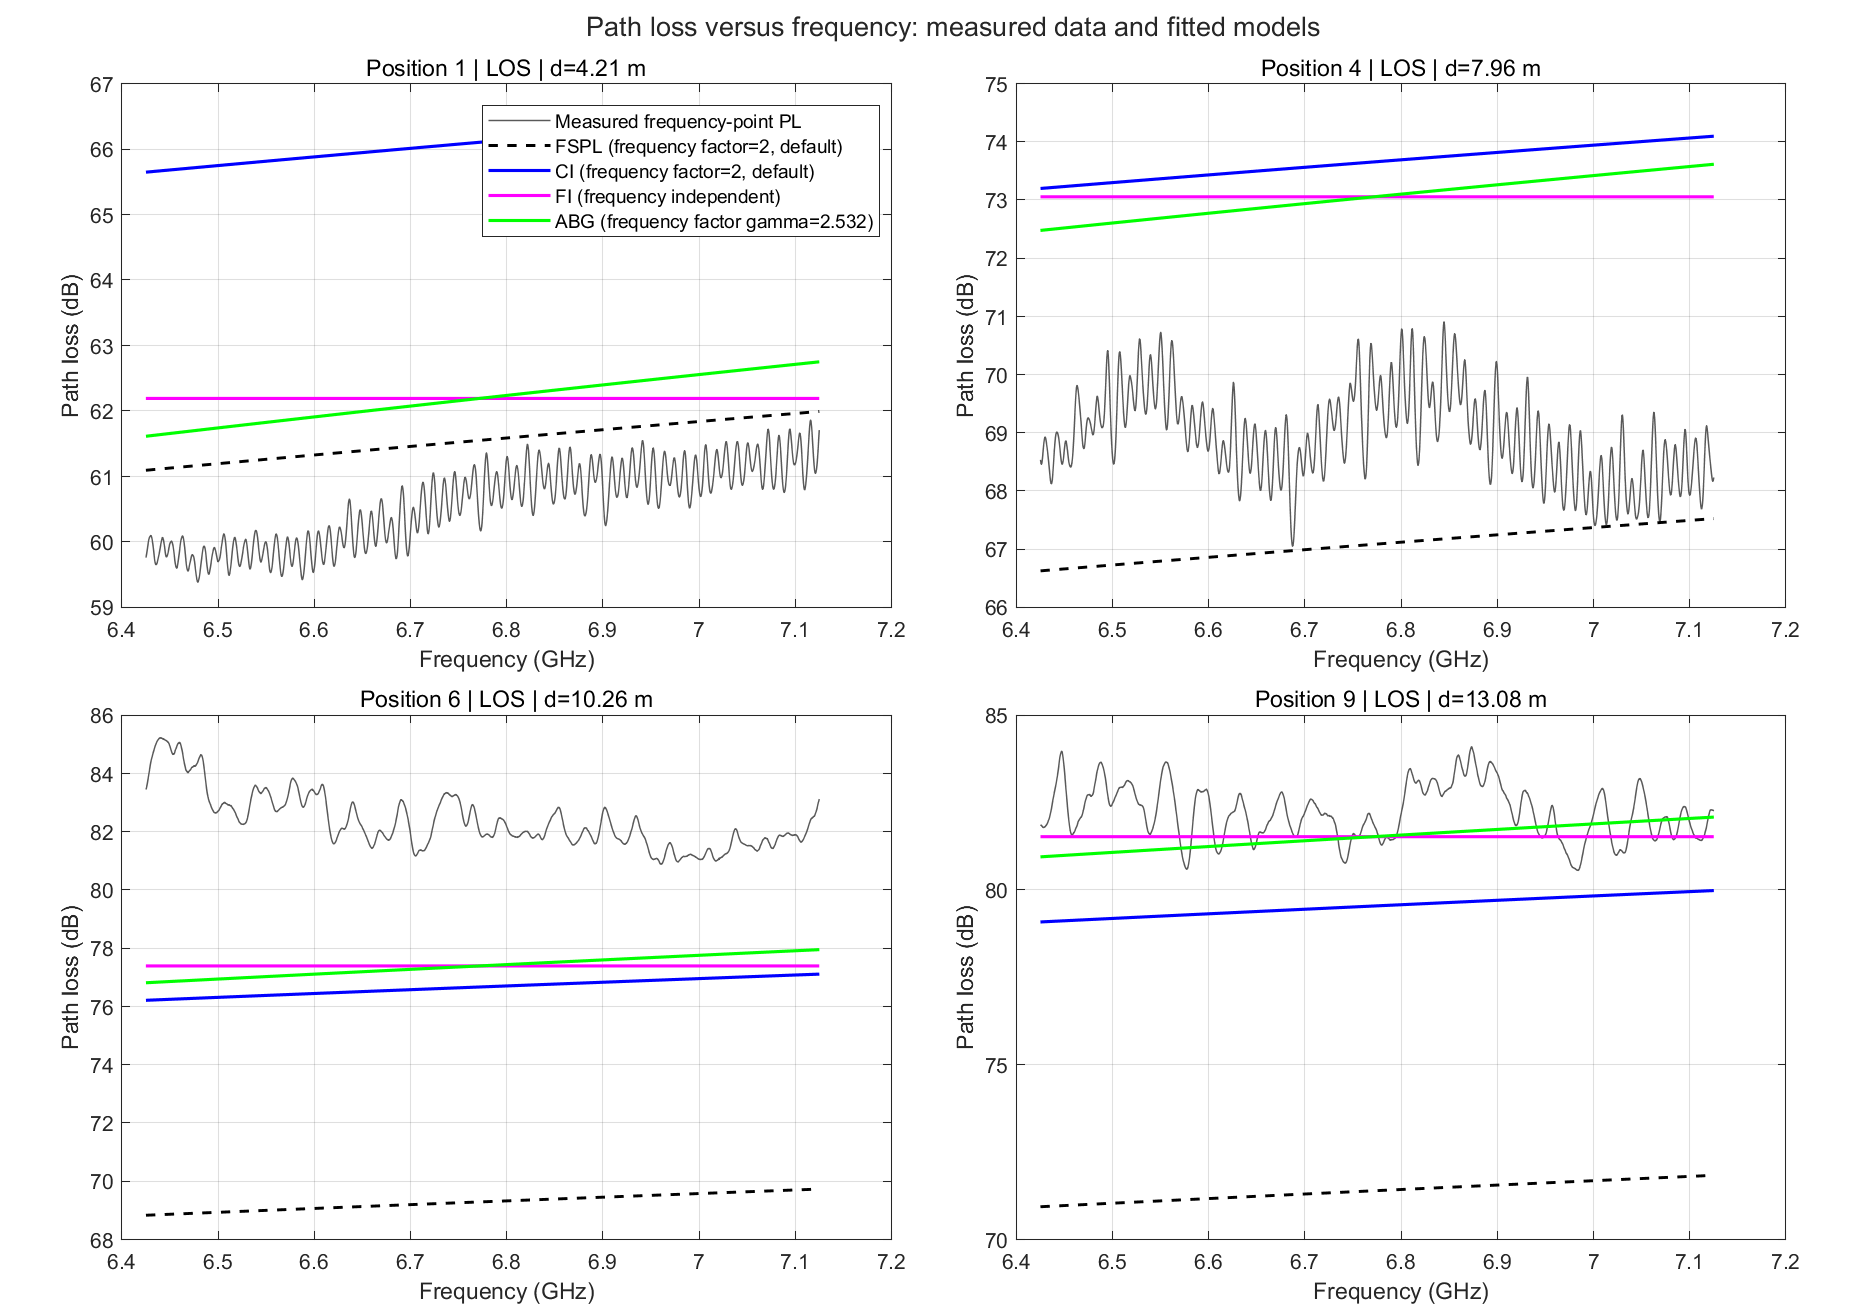 Path loss versus frequency: measured data and fitted models
Position 1 | LOS | d=4.21 m
67
66
65
64
63
62
61
60
59
Path loss (dB)
Measured frequency-point PL
FSPL (frequency factor=2, default)
CI (frequency factor=2, default)
FI (frequency independent)
ABG (frequency factor gamma=2.532)
6.4 6.5 6.6 6.7 6.8 6.9 7 7.1 7.2
Frequency (GHz)
Position 4 | LOS | d=7.96 m
75
74
73
72
71
70
69
68
67
66
Path loss (dB)
6.4 6.5 6.6 6.7 6.8 6.9 7 7.1 7.2
Frequency (GHz)
Position 6 | LOS | d=10.26 m
86
84
82
80
78
76
74
72
70
68
Path loss (dB)
6.4 6.5 6.6 6.7 6.8 6.9 7 7.1 7.2
Frequency (GHz)
Position 9 | LOS | d=13.08 m
85
80
75
70
Path loss (dB)
6.4 6.5 6.6 6.7 6.8 6.9 7 7.1 7.2
Frequency (GHz)